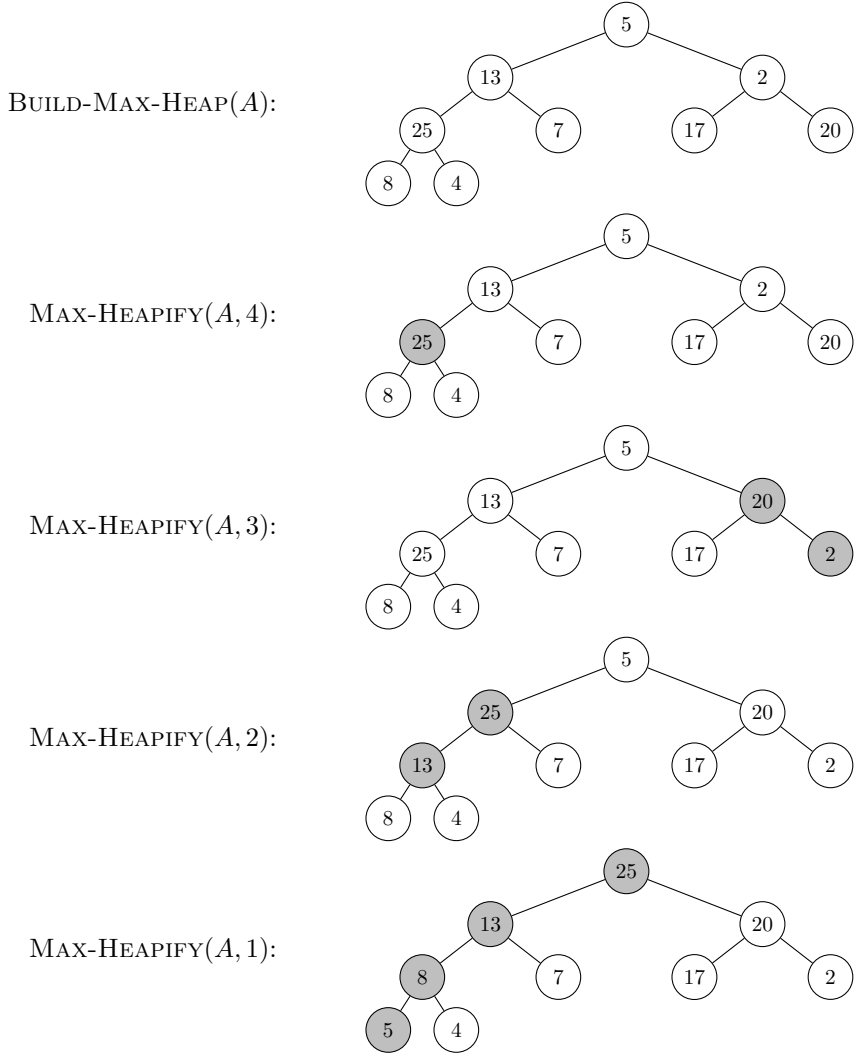 5
BUILD-MAX-HEAP(A):
13 2
25 7 17 20
8 4
5
MAX-HEAPIFY(A, 4):
13 2
25 7 17 20
8 4
5
MAX-HEAPIFY(A, 3):
13 20
25 7 17 2
8 4
5
MAX-HEAPIFY(A, 2):
25 20
13 7 17 2
8 4
25
MAX-HEAPIFY(A, 1):
13 20
8 7 17 2
5 4